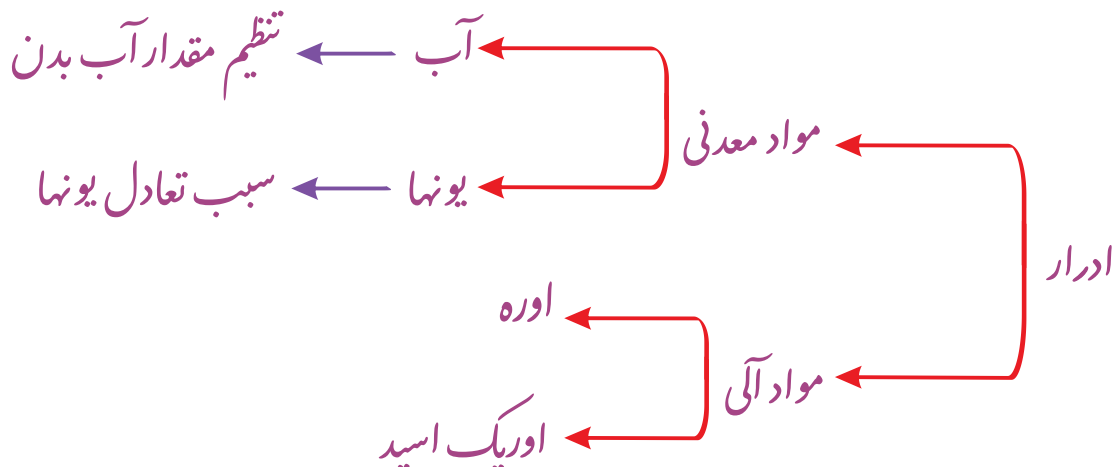 ادرار
مواد معدنی
آب
تنظیم مقدار آب بدن
یونها
سبب تعادل یونها
مواد آلی
اوره
اوریک اسید